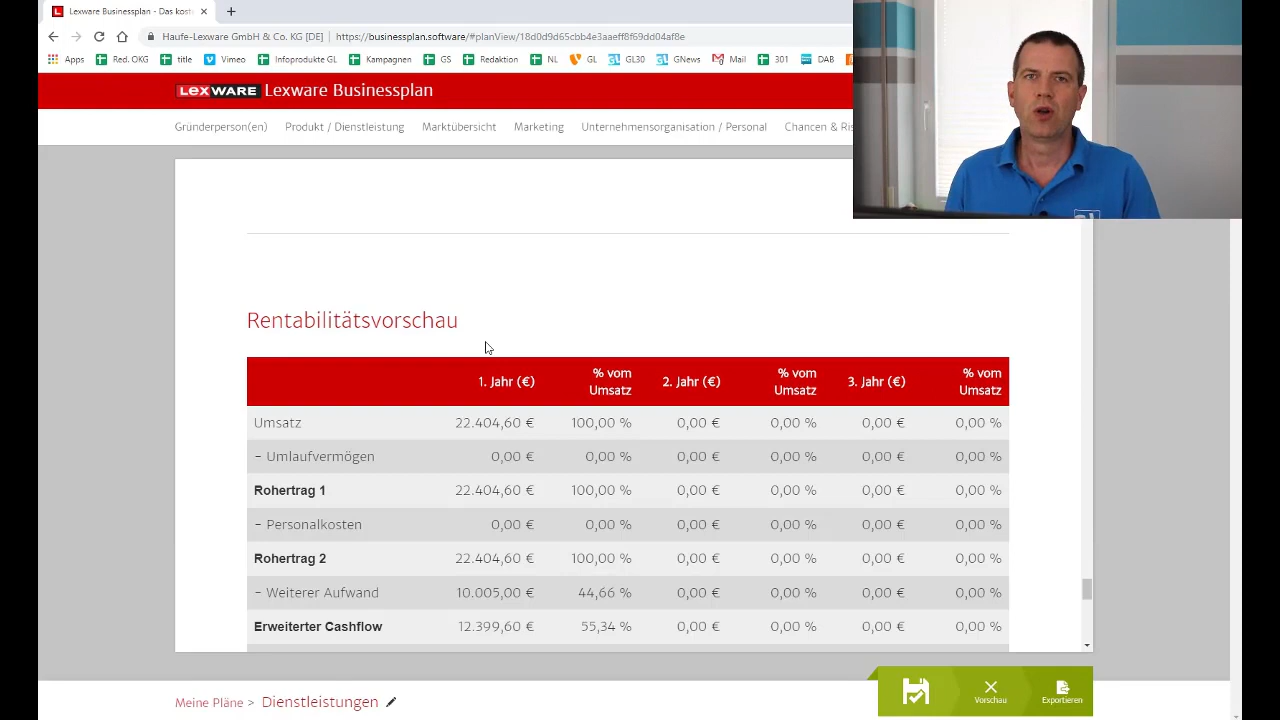 Lexware Businessplan - Das kost
Haufe-Lexware GmbH & Co. KG [DE] | https://businessplan.software/#planView/18d0d9d65cbb4e3aaeff8f69dd04af8e
Apps Red. OKG title Vimeo Infoprodukte GL Kampagnen GS Redaktion NL GL GL30 GNews Mail 301 DAB
LEXWARE Lexware Businessplan
Gründerperson(en) Produkt / Dienstleistung Marktübersicht Marketing Unternehmensorganisation / Personal Chancen & Ris
Rentabilitätsvorschau
1. Jahr (€) % vom Umsatz 2. Jahr (€) % vom Umsatz 3. Jahr (€) % vom Umsatz
Umsatz 22.404,60 € 100,00 % 0,00 € 0,00 % 0,00 € 0,00 %
- Umlaufvermögen 0,00 € 0,00 % 0,00 € 0,00 % 0,00 € 0,00 %
Rohertrag 1 22.404,60 € 100,00 % 0,00 € 0,00 % 0,00 € 0,00 %
- Personalkosten 0,00 € 0,00 % 0,00 € 0,00 % 0,00 € 0,00 %
Rohertrag 2 22.404,60 € 100,00 % 0,00 € 0,00 % 0,00 € 0,00 %
- Weiterer Aufwand 10.005,00 € 44,66 % 0,00 € 0,00 % 0,00 € 0,00 %
Erweiterter Cashflow 12.399,60 € 55,34 % 0,00 € 0,00 % 0,00 € 0,00 %
Meine Pläne > Dienstleistungen
Vorschau Exportieren